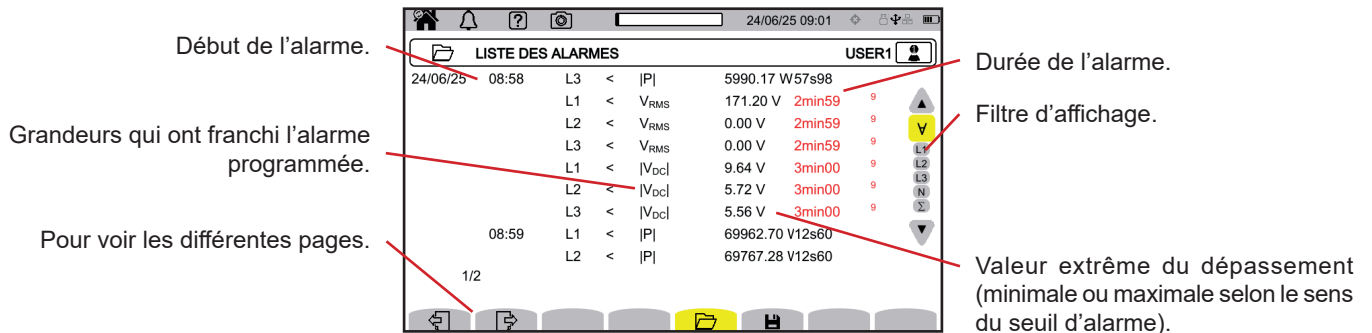 24/06/25 09:01
LISTE DES ALARMES USER1
24/06/25 08:58 L3 < |P| 5990.17 W57s98
L1 < VRMS 171.20 V 2min59 9
L2 < VRMS 0.00 V 2min59 9
L3 < VRMS 0.00 V 2min59 9
L1 < |VDC| 9.64 V 3min00 9
L2 < |VDC| 5.72 V 3min00 9
L3 < |VDC| 5.56 V 3min00 9
08:59 L1 < |P| 69962.70 W12s60
L2 < |P| 69767.28 W12s60
1/2
∀
L1
L2
L3
N
Σ
Début de l'alarme.
Grandeurs qui ont franchi l'alarme
programmée.
Pour voir les différentes pages.
Durée de l'alarme.
Filtre d'affichage.
Valeur extrême du dépassement
(minimale ou maximale selon le sens
du seuil d'alarme).